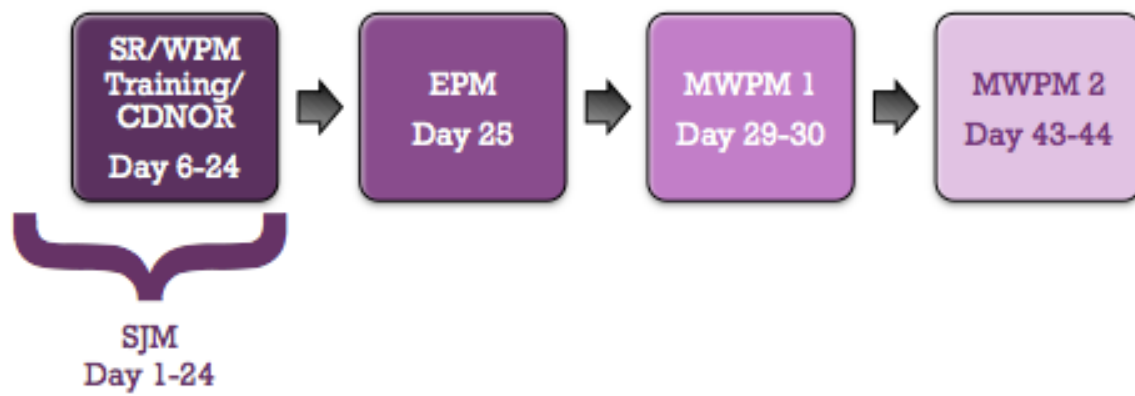 SR/WPM
Training/
CDNOR
Day 6-24
EPM
Day 25
MWPM 1
Day 29-30
MWPM 2
Day 43-44
SJM
Day 1-24